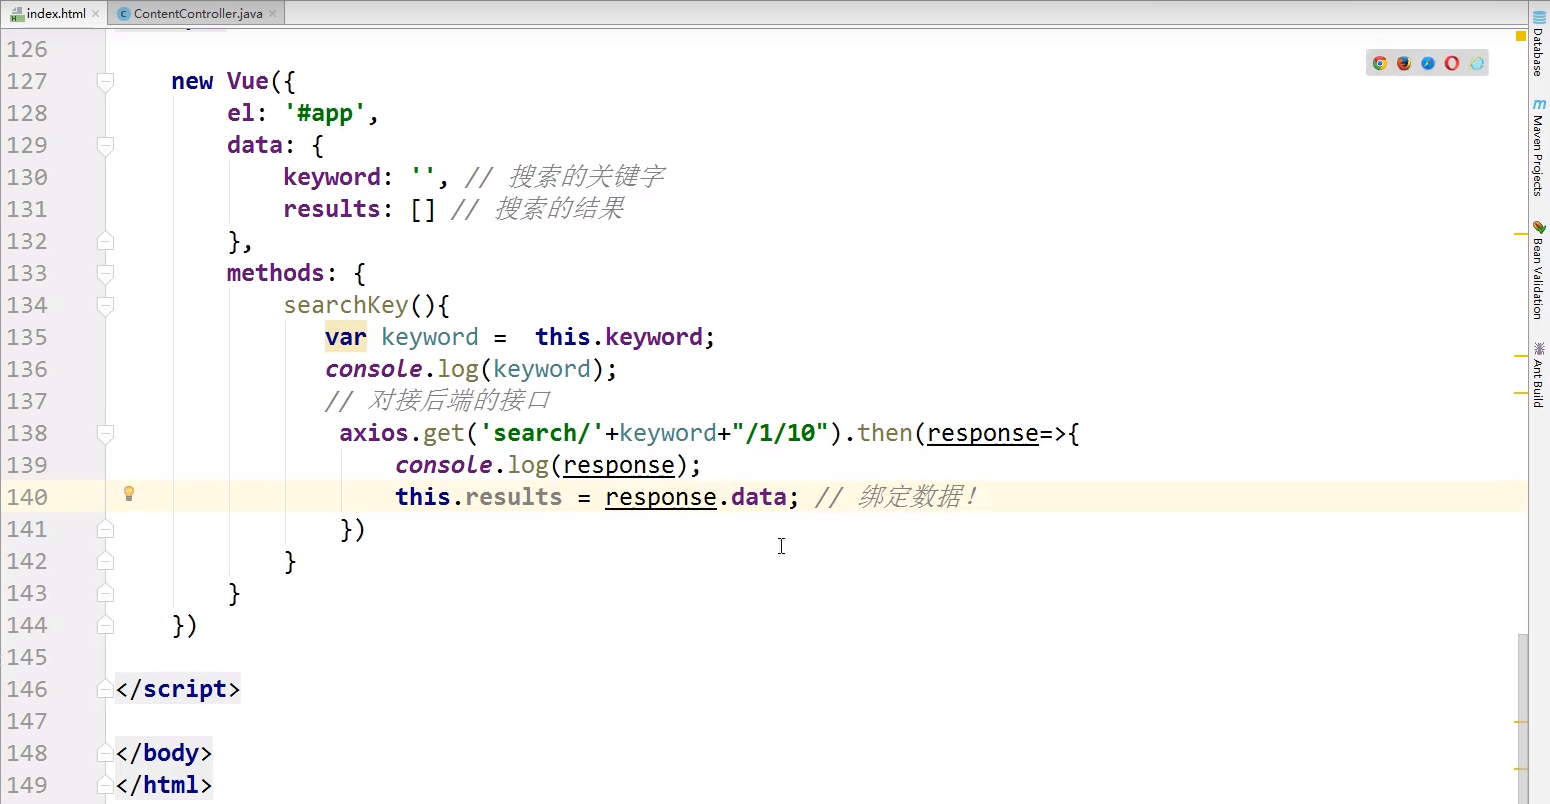 index.html
ContentController.java
126
127 new Vue({
128 el: '#app',
129 data: {
130 keyword: '', // 搜索的关键字
131 results: [] // 搜索的结果
132 },
133 methods: {
134 searchKey(){
135 var keyword = this.keyword;
136 console.log(keyword);
137 // 对接后端的接口
138 axios.get('search/'+keyword+"/1/10").then(response=>{
139 console.log(response);
140 this.results = response.data; // 绑定数据！
141 })
142 }
143 }
144 })
145
146 </script>
147
148 </body>
149 </html>
Database
Maven Projects
Bean Validation
Ant Build